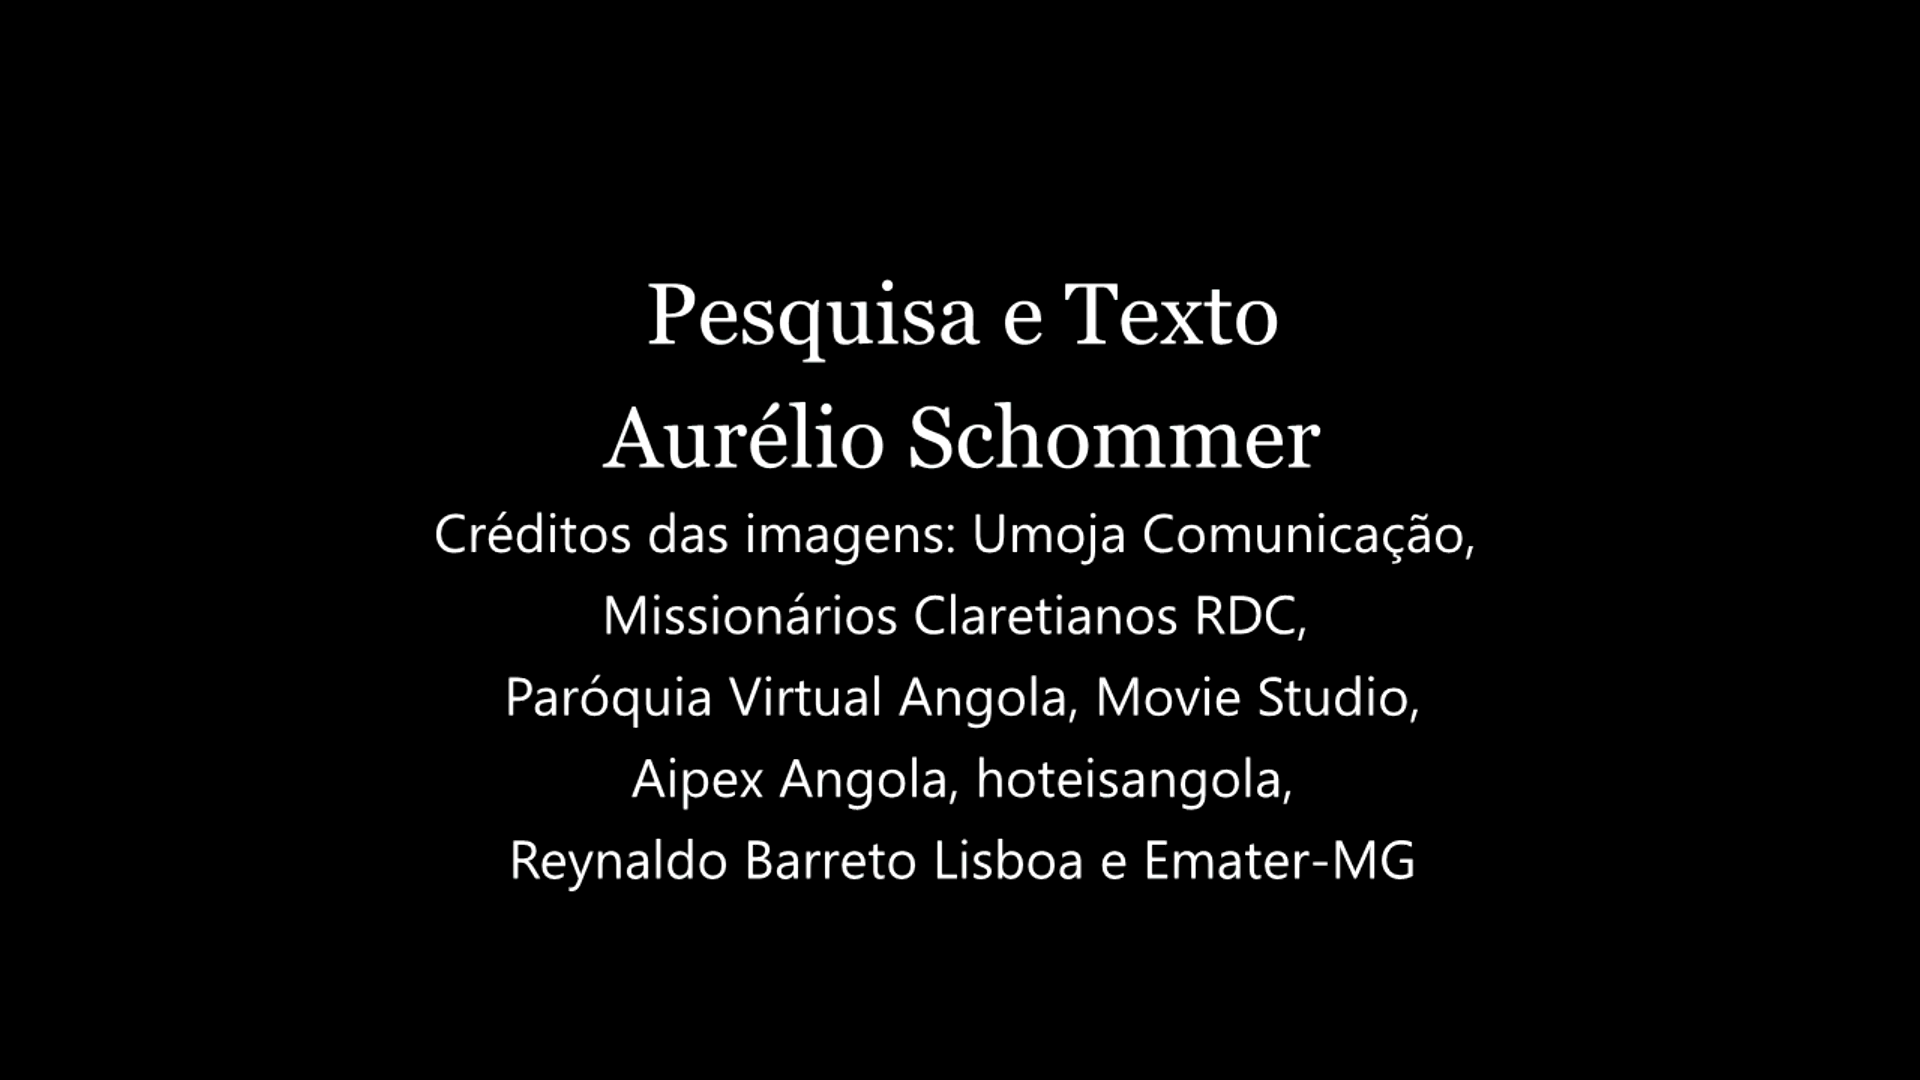 Pesquisa e Texto
Aurélio Schommer
Créditos das imagens: Umoja Comunicação,
Missionários Claretianos RDC,
Paróquia Virtual Angola, Movie Studio,
Aipex Angola, hoteisangola,
Reynaldo Barreto Lisboa e Emater-MG